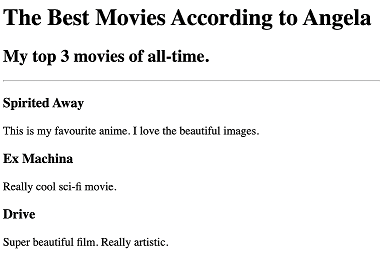 The Best Movies According to Angela
My top 3 movies of all-time.
Spirited Away
This is my favourite anime. I love the beautiful images.
Ex Machina
Really cool sci-fi movie.
Drive
Super beautiful film. Really artistic.